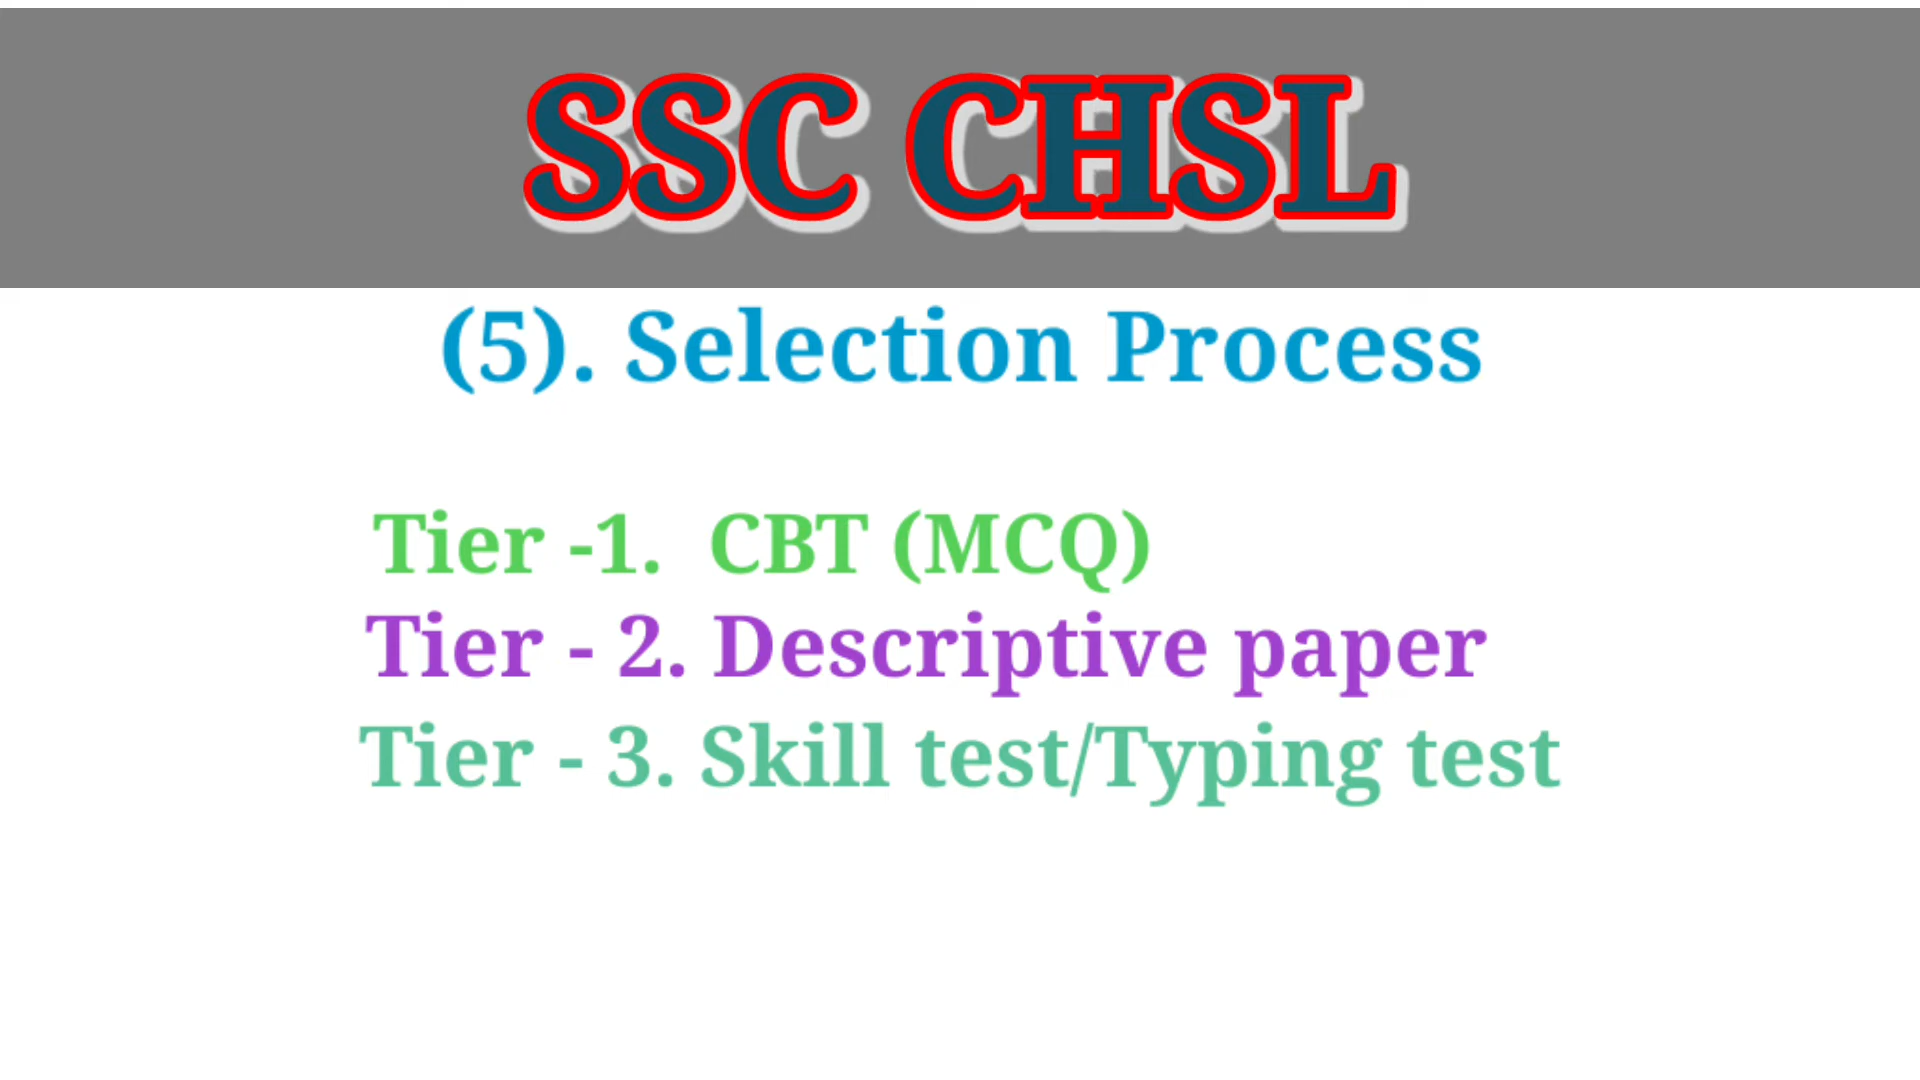 SSC CHSL
(5). Selection Process
Tier -1.  CBT (MCQ)
Tier - 2. Descriptive paper
Tier - 3. Skill test/Typing test